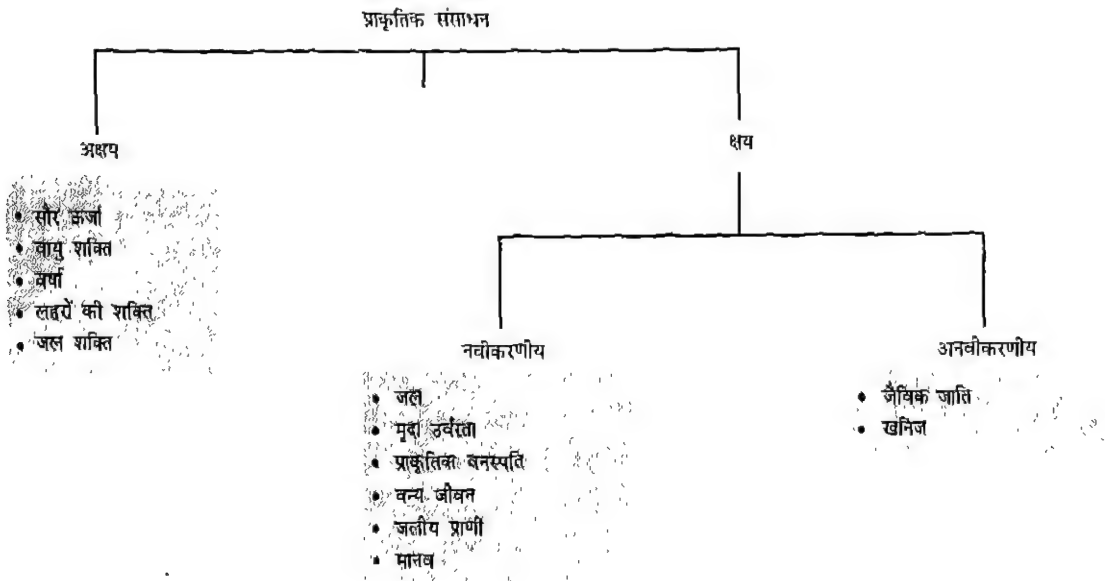 प्राकृतिक संसाधन
अक्षय
क्षय
• सौर ऊर्जा
• वायु शक्ति
• वर्षा
• लहरों की शक्ति
• जल शक्ति
नवीकरणीय
अनवीकरणीय
• जल
• मृदा उर्वरता
• प्राकृतिक वनस्पति
• वन्य जीवन
• जलीय प्राणी
• मानव
• जैविक जाति
• खनिज